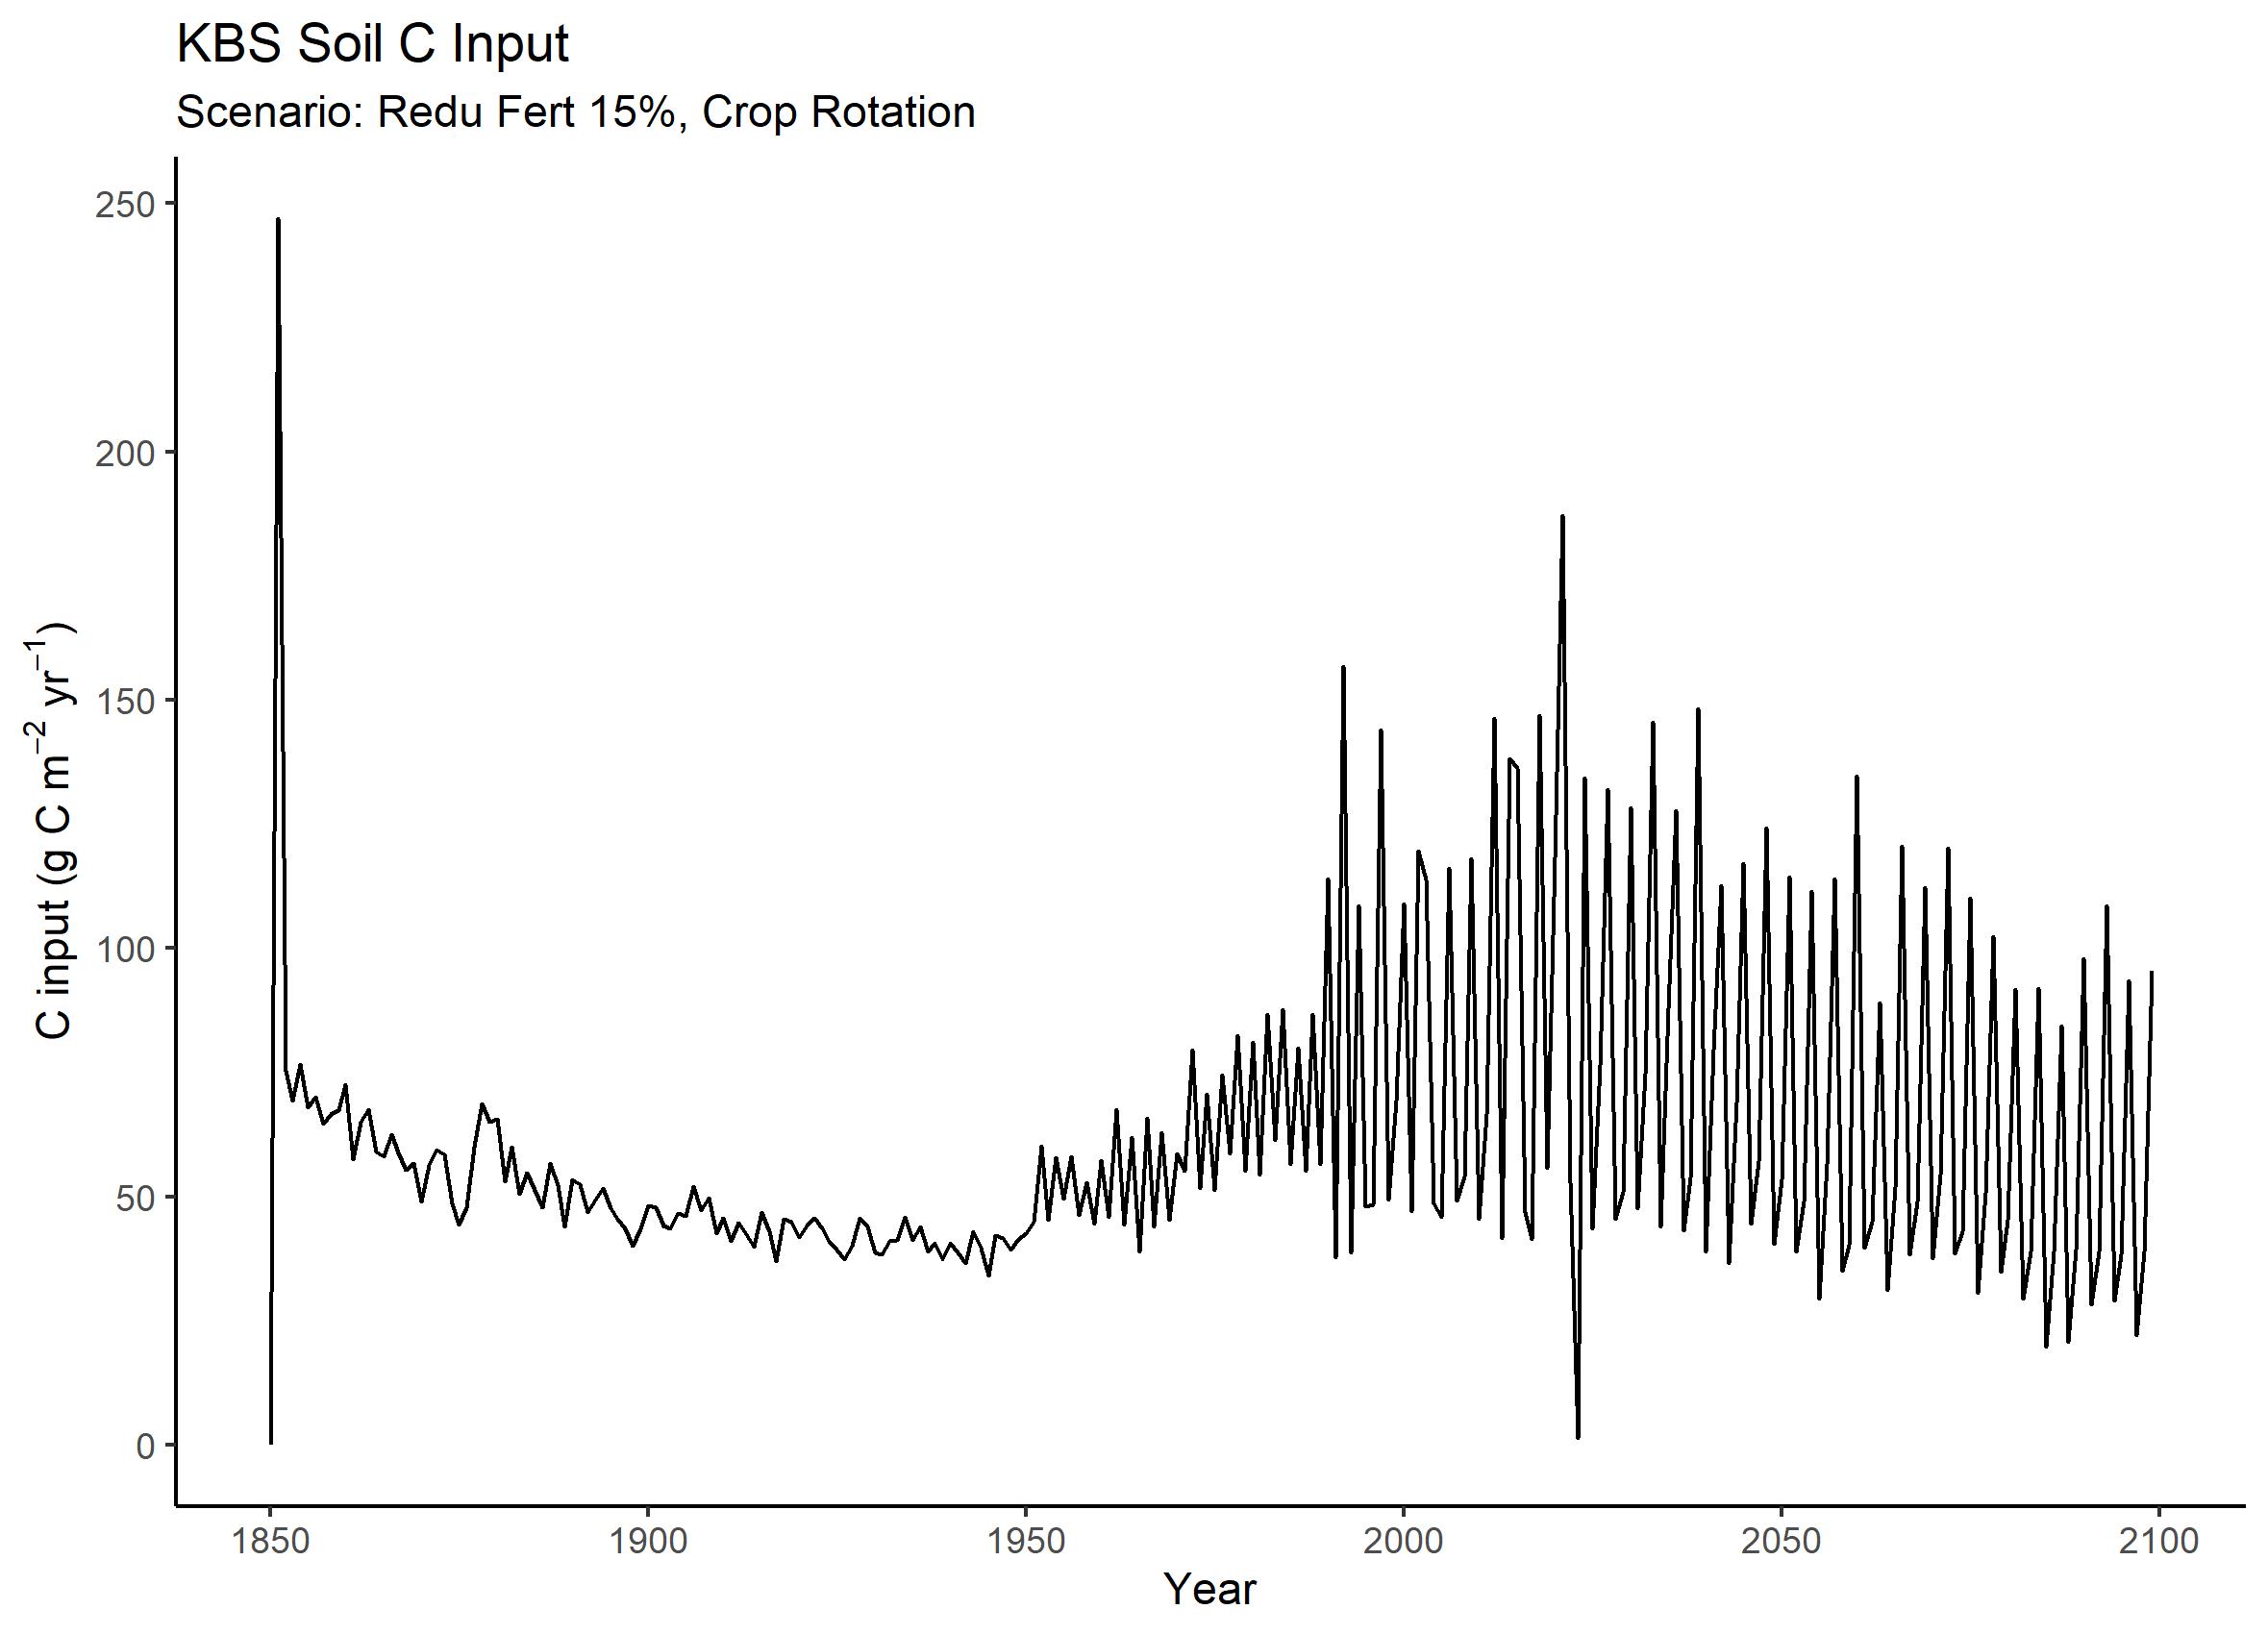 KBS Soil C Input
Scenario: Redu Fert 15%, Crop Rotation
250
200
150
100
50
0
C input (g C m⁻² yr⁻¹)
1850 1900 1950 2000 2050 2100
Year